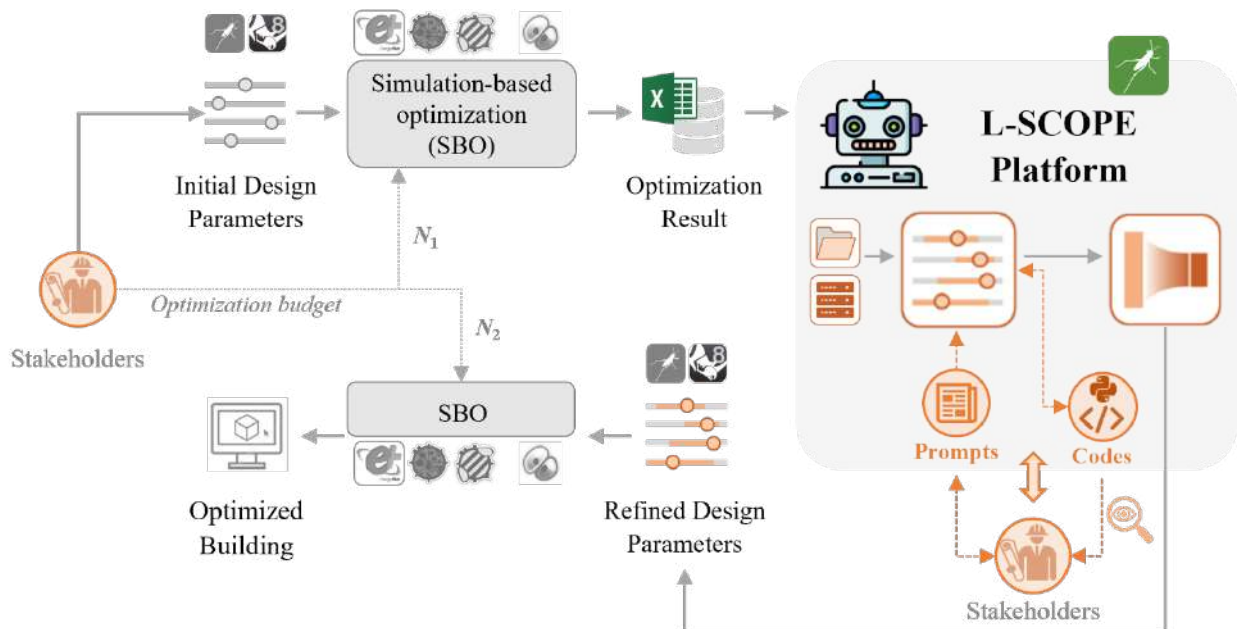 Simulation-based
optimization
(SBO)
L-SCOPE
Platform
Initial Design
Parameters
Optimization
Result
N1
Optimization budget
N2
Stakeholders
SBO
Prompts
Codes
Optimized
Building
Refined Design
Parameters
Stakeholders